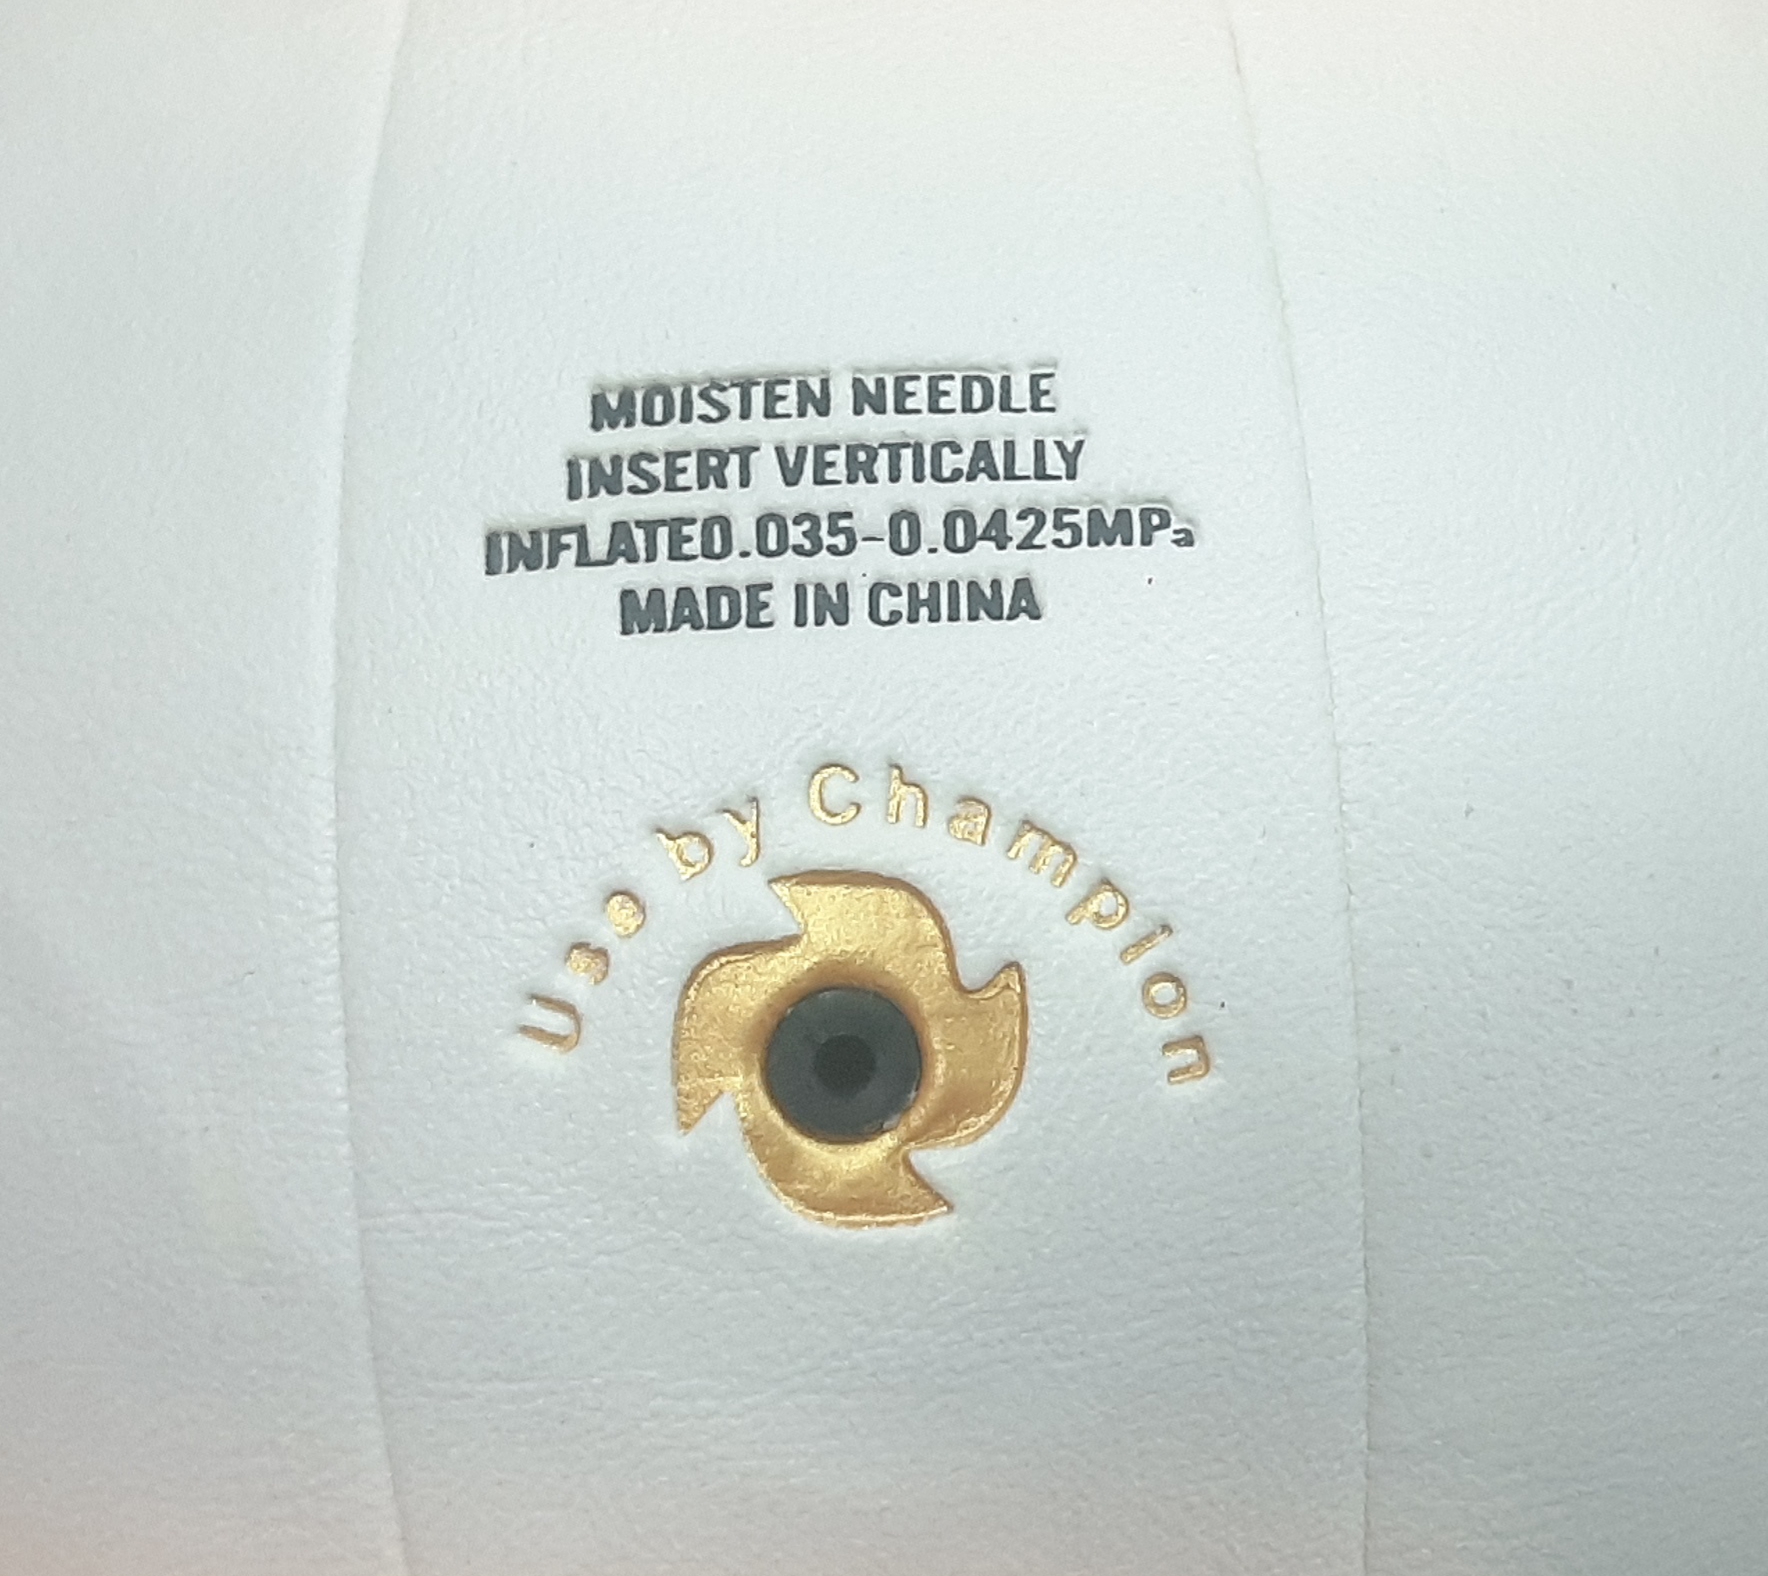 MOISTEN NEEDLE
INSERT VERTICALLY
INFLATE0.035-0.0425MPa
MADE IN CHINA
Use by Champion